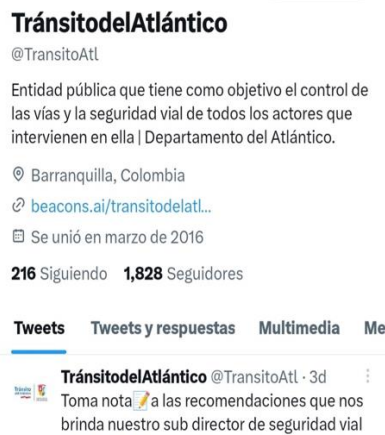 TránsitodelAtlántico
@TransitoAtl
Entidad pública que tiene como objetivo el control de
las vías y la seguridad vial de todos los actores que
intervienen en ella | Departamento del Atlántico.
Barranquilla, Colombia
beacons.ai/transitodelatl...
Se unió en marzo de 2016
216 Siguiendo 1,828 Seguidores
Tweets Tweets y respuestas Multimedia Me
TránsitodelAtlántico @TransitoAtl · 3d
Toma nota📝a las recomendaciones que nos
brinda nuestro sub director de seguridad vial